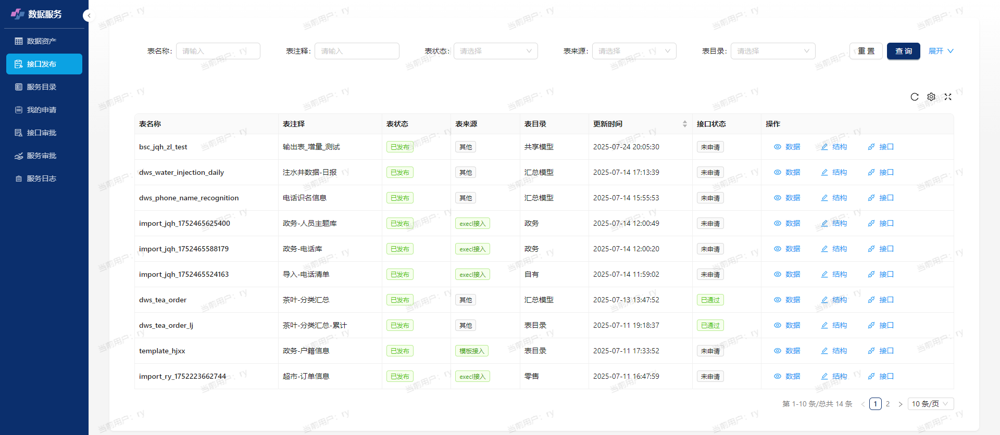 数据服务
数据资产
接口发布
服务目录
我的申请
接口审批
服务审批
服务日志
表名称: 请输入 表注释: 请输入 表状态: 请选择 表来源: 请选择 表目录: 请选择 重 置 查 询 展开
表名称 表注释 表状态 表来源 表目录 更新时间 接口状态 操作
bsc_jqh_zl_test 输出表_增量_测试 已发布 其他 共享模型 2025-07-24 20:05:30 未申请 数据 结构 接口
dws_water_injection_daily 注水井数据-日报 已发布 其他 汇总模型 2025-07-14 17:13:39 未申请 数据 结构 接口
dws_phone_name_recognition 电话识名信息 已发布 其他 汇总模型 2025-07-14 15:55:53 未申请 数据 结构 接口
import_jqh_1752465625400 政务-人员主题库 已发布 execl接入 政务 2025-07-14 12:00:49 未申请 数据 结构 接口
import_jqh_1752465588179 政务-电话库 已发布 execl接入 政务 2025-07-14 12:00:20 未申请 数据 结构 接口
import_jqh_1752465524163 导入-电话清单 已发布 execl接入 自有 2025-07-14 11:59:02 未申请 数据 结构 接口
dws_tea_order 茶叶-分类汇总 已发布 其他 汇总模型 2025-07-13 13:47:52 已通过 数据 结构 接口
dws_tea_order_lj 茶叶-分类汇总-累计 已发布 其他 表目录 2025-07-11 19:18:37 已通过 数据 结构 接口
template_hjxx 政务-户籍信息 已发布 模板接入 表目录 2025-07-11 17:33:52 未申请 数据 结构 接口
import_ry_1752223662744 超市-订单信息 已发布 execl接入 零售 2025-07-11 16:47:59 未申请 数据 结构 接口
第 1-10 条/总共 14 条 1 2 10 条/页
当前用户: ry